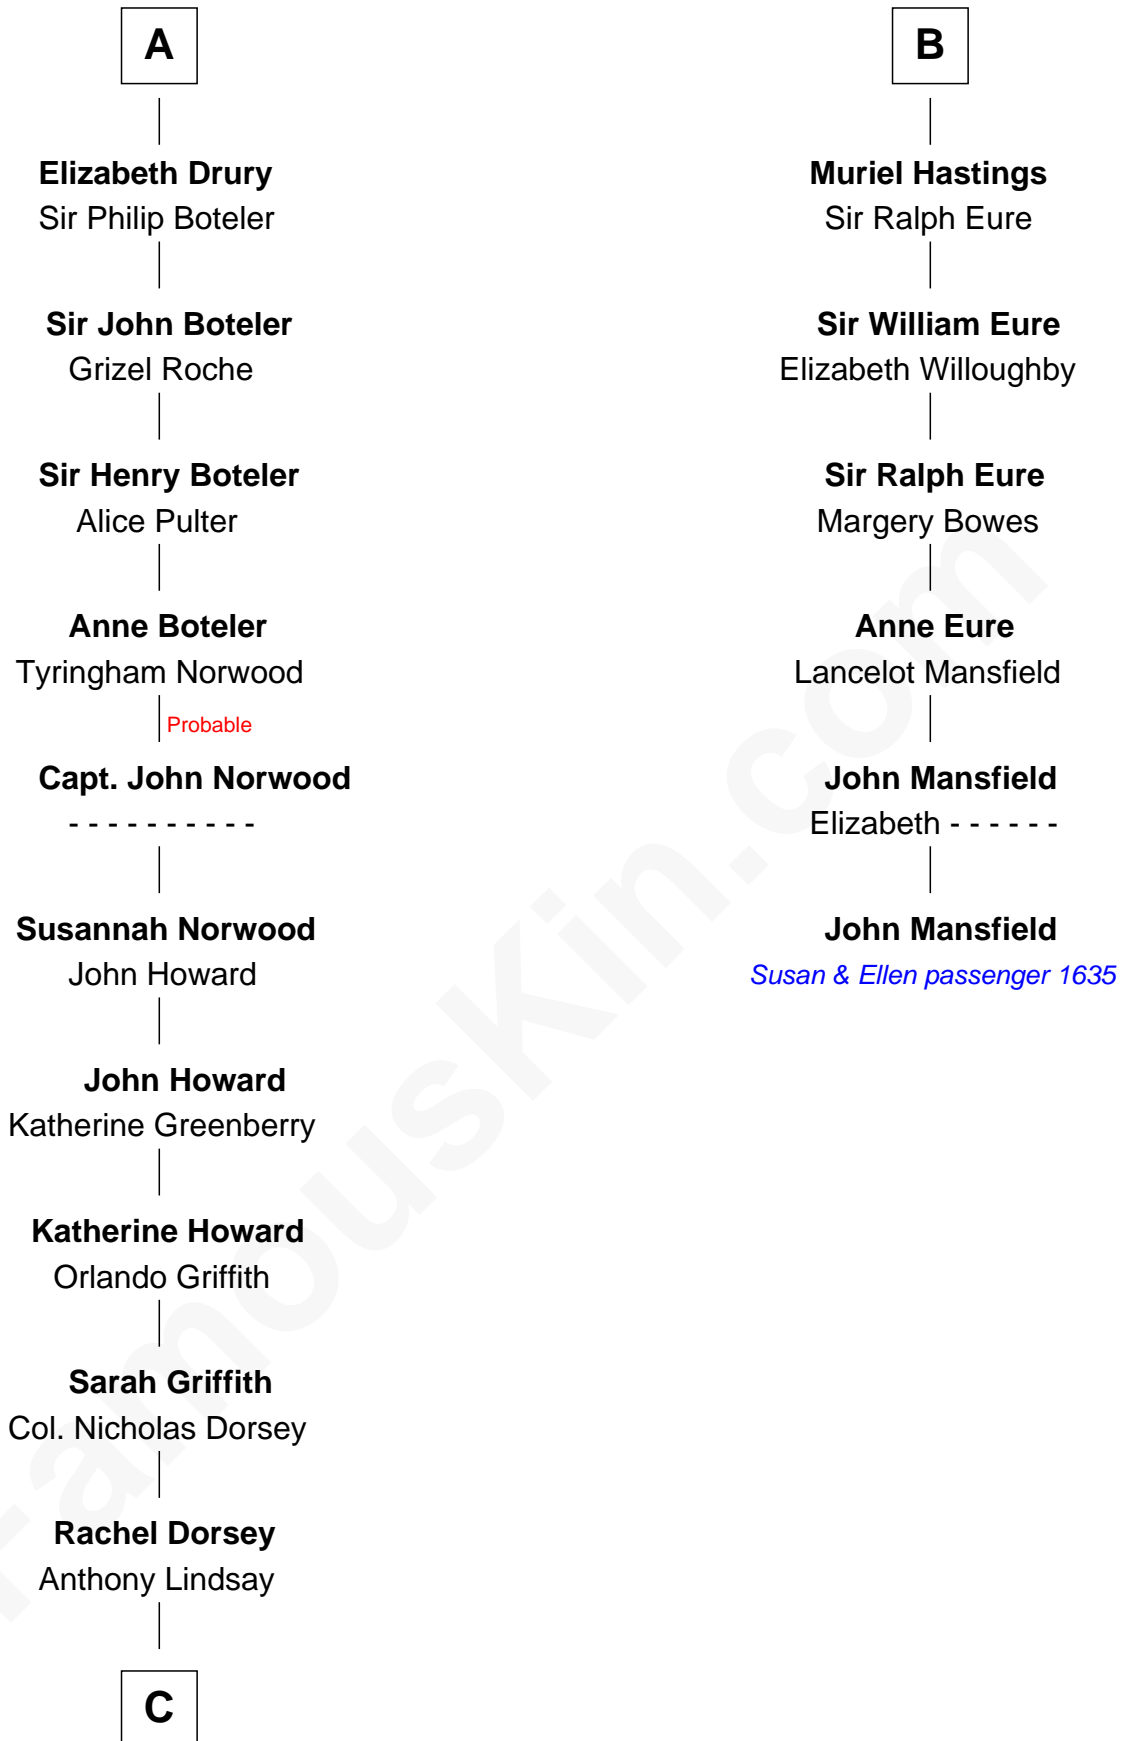 A
Elizabeth Drury
Sir Philip Boteler
Sir John Boteler
Grizel Roche
Sir Henry Boteler
Alice Pulter
Anne Boteler
Tyringham Norwood
Probable
Capt. John Norwood
- - - - - - - - - -
Susannah Norwood
John Howard
John Howard
Katherine Greenberry
Katherine Howard
Orlando Griffith
Sarah Griffith
Col. Nicholas Dorsey
Rachel Dorsey
Anthony Lindsay
C
B
Muriel Hastings
Sir Ralph Eure
Sir William Eure
Elizabeth Willoughby
Sir Ralph Eure
Margery Bowes
Anne Eure
Lancelot Mansfield
John Mansfield
Elizabeth - - - - - -
John Mansfield
Susan & Ellen passenger 1635
FamousKin.com